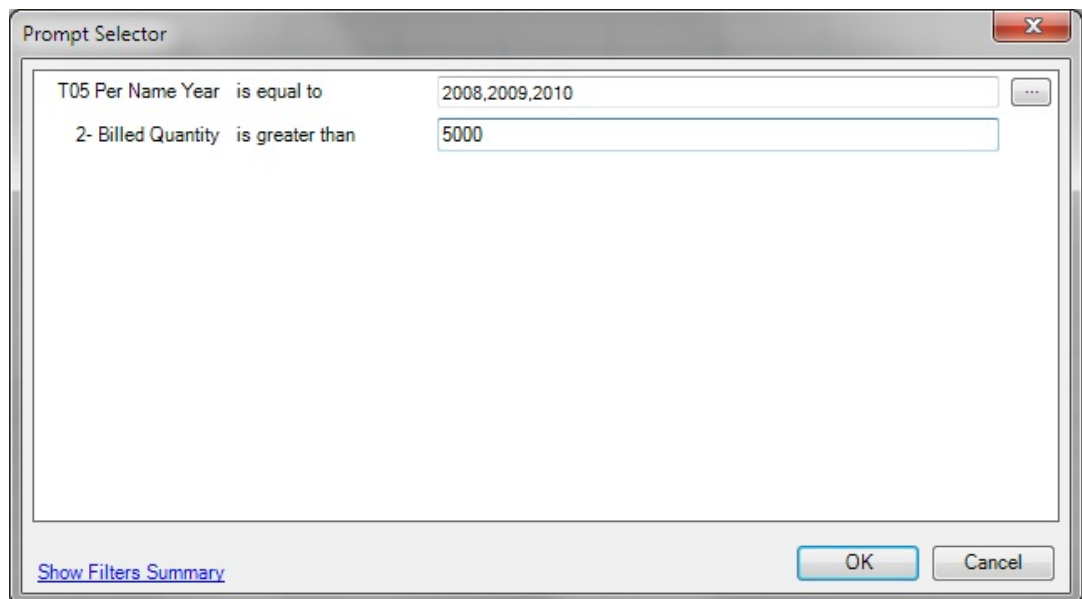 Prompt Selector
T05 Per Name Year is equal to 2008,2009,2010 ...
2- Billed Quantity is greater than 5000
Show Filters Summary OK Cancel